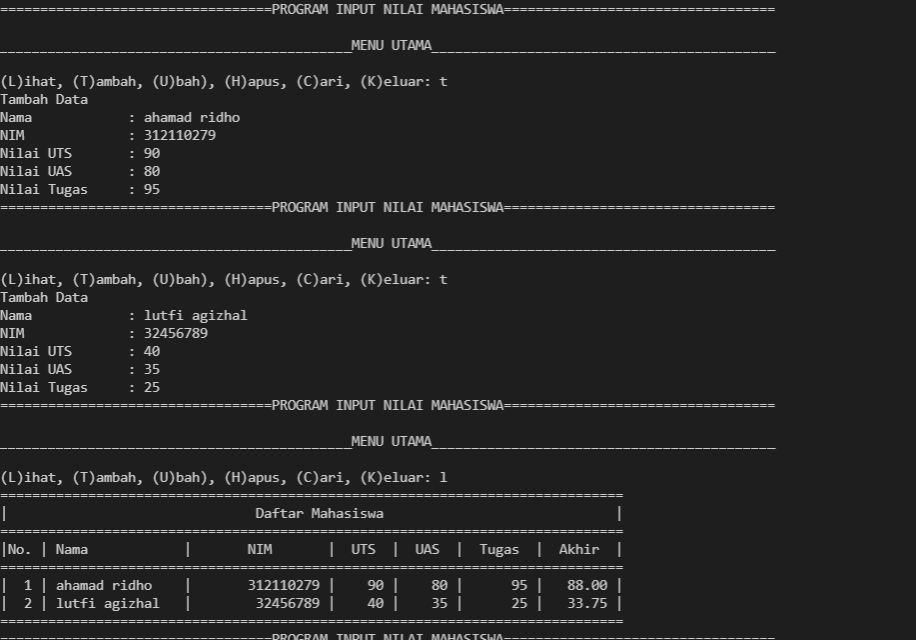 ==================================PROGRAM INPUT NILAI MAHASISWA==================================
____________________________________________MENU UTAMA___________________________________________
(L)ihat, (T)ambah, (U)bah), (H)apus, (C)ari, (K)eluar: t
Tambah Data
Nama            : ahamad ridho
NIM             : 312110279
Nilai UTS       : 90
Nilai UAS       : 80
Nilai Tugas     : 95
==================================PROGRAM INPUT NILAI MAHASISWA==================================
____________________________________________MENU UTAMA___________________________________________
(L)ihat, (T)ambah, (U)bah), (H)apus, (C)ari, (K)eluar: t
Tambah Data
Nama            : lutfi agizhal
NIM             : 32456789
Nilai UTS       : 40
Nilai UAS       : 35
Nilai Tugas     : 25
==================================PROGRAM INPUT NILAI MAHASISWA==================================
____________________________________________MENU UTAMA___________________________________________
(L)ihat, (T)ambah, (U)bah), (H)apus, (C)ari, (K)eluar: l
==============================================================================
|                               Daftar Mahasiswa                             |
==============================================================================
|No. | Nama            |       NIM       |  UTS  |  UAS  |  Tugas  |  Akhir  |
==============================================================================
|  1 | ahamad ridho    |       312110279 |    90 |    80 |      95 |   88.00 |
|  2 | lutfi agizhal   |        32456789 |    40 |    35 |      25 |   33.75 |
==============================================================================
==================================PROGRAM INPUT NILAI MAHASISWA==================================